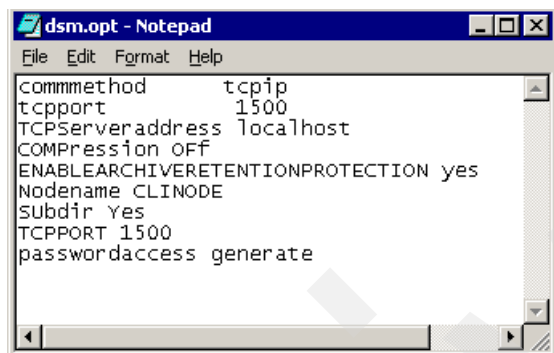 dsm.opt - Notepad
File Edit Format Help
commmethod tcpip
tcpport 1500
TCPServeraddress localhost
COMPression OFf
ENABLEARCHIVERETENTIONPROTECTION yes
Nodename CLINODE
SUbdir Yes
TCPPORT 1500
passwordaccess generate